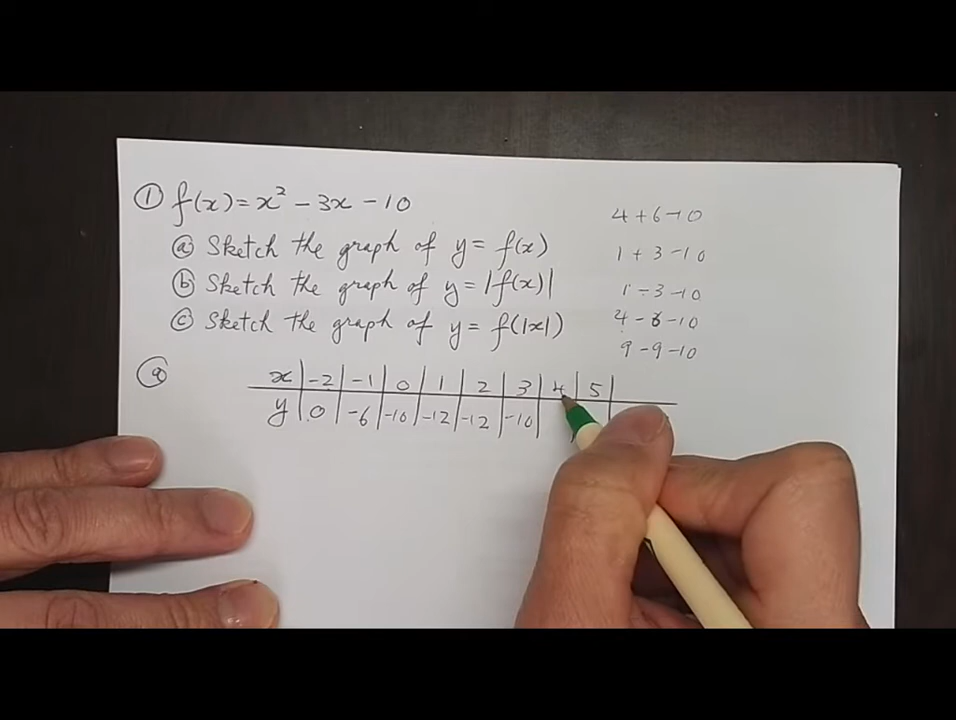 ① f(x)=x² - 3x - 10
ⓐ Sketch the graph of y = f(x)
ⓑ Sketch the graph of y = |f(x)|
ⓒ Sketch the graph of y = f(|x|)
4+6-10
1+3-10
1-3-10
4-6-10
9-9-10
ⓐ
x | -2 | -1 | 0 | 1 | 2 | 3 | 4 | 5 |
y | 0 | -6 | -10 | -12 | -12 | -10 |